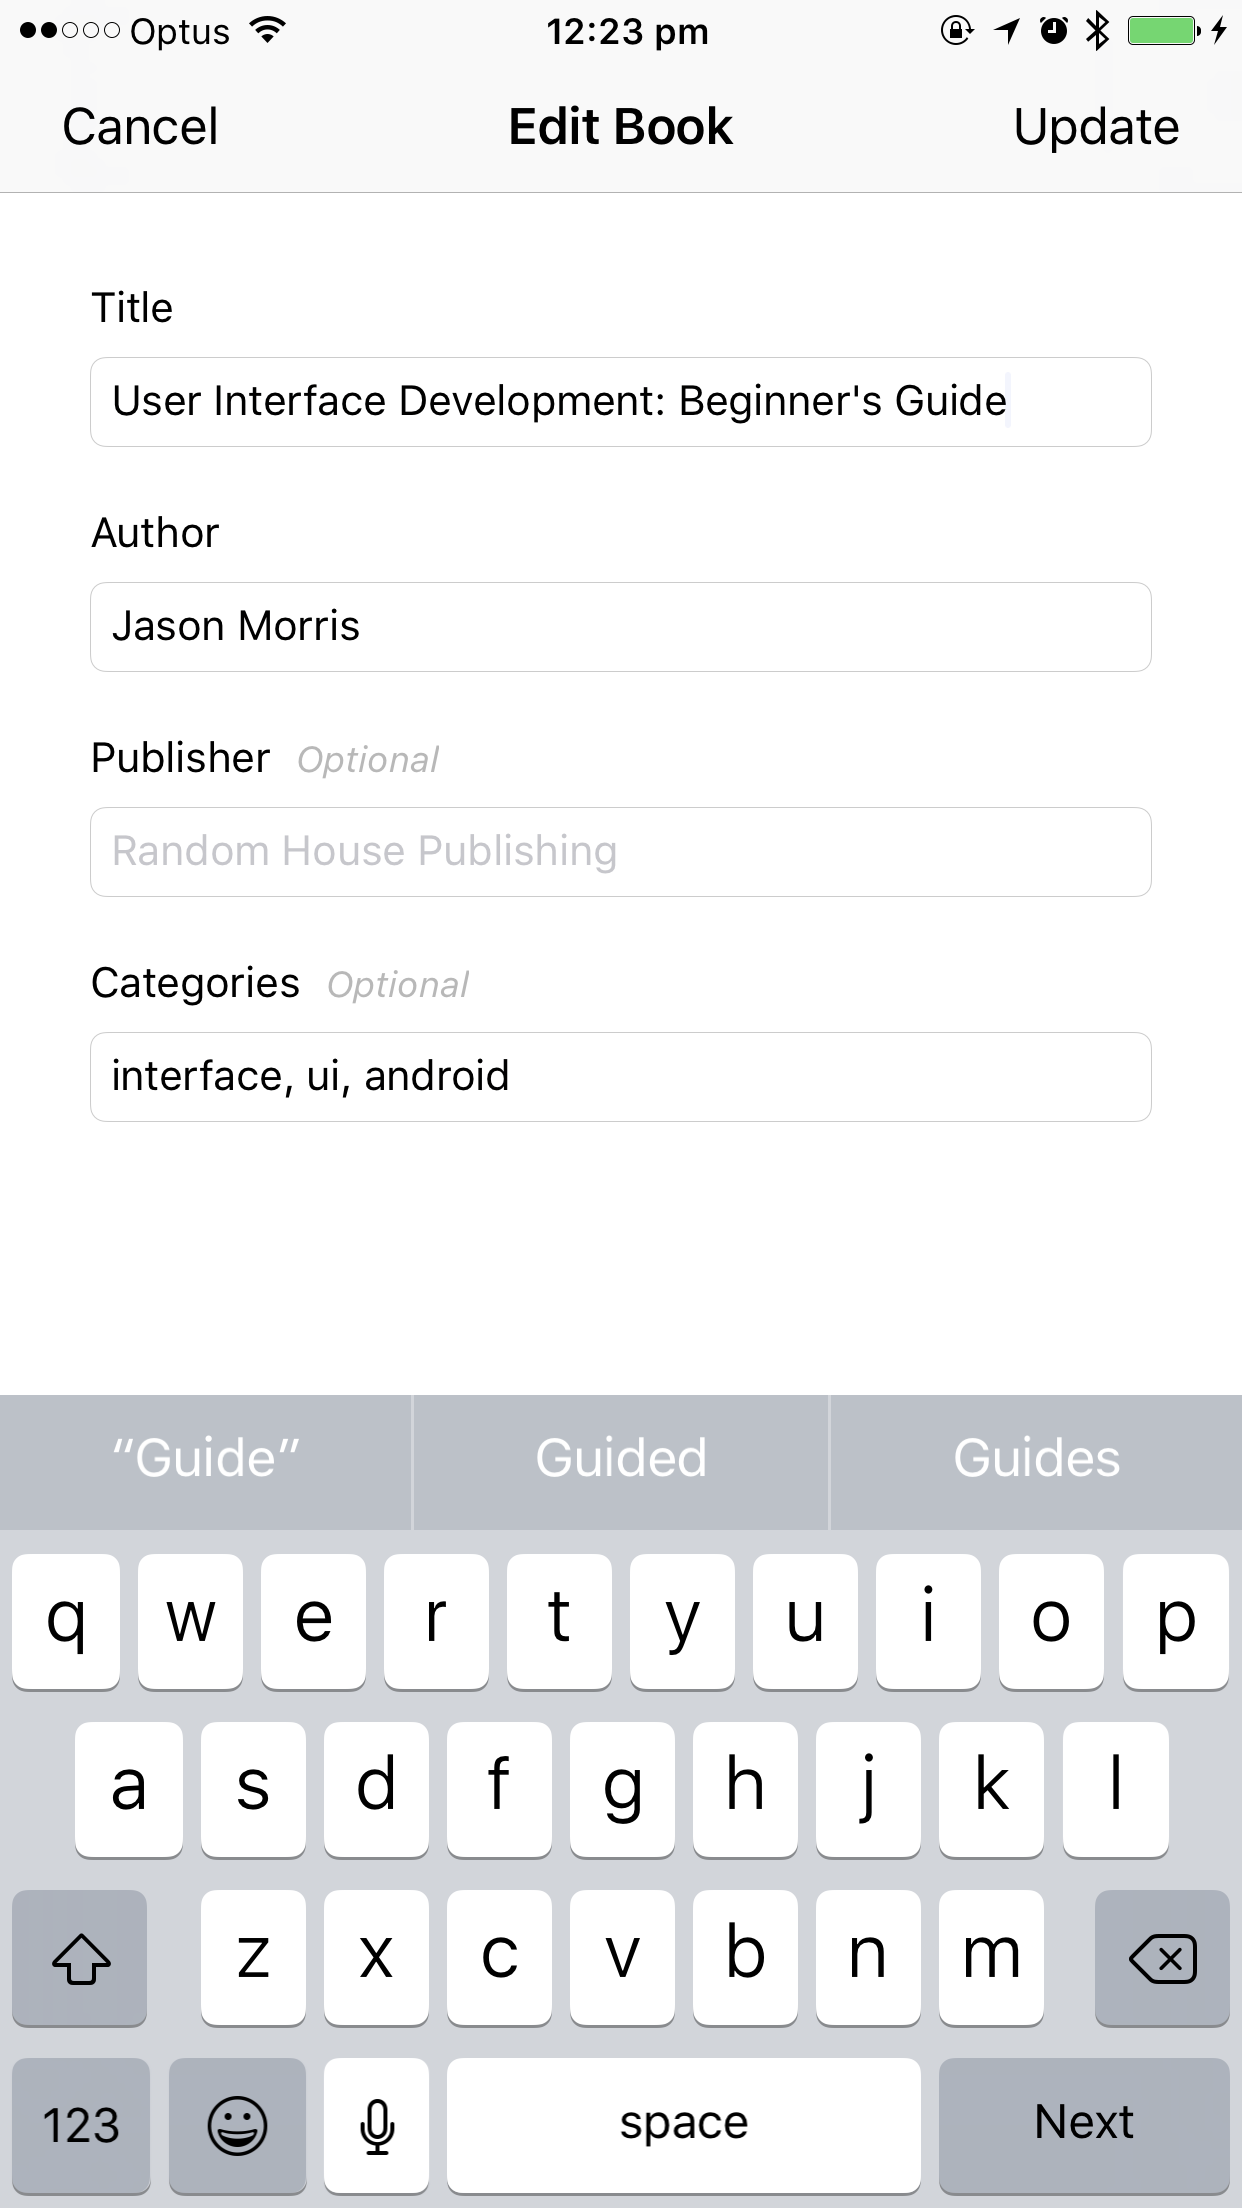 Optus 12:23 pm
Cancel Edit Book Update
Title
User Interface Development: Beginner's Guide
Author
Jason Morris
Publisher Optional
Random House Publishing
Categories Optional
interface, ui, android
“Guide” Guided Guides
q w e r t y u i o p
a s d f g h j k l
z x c v b n m
123 space Next